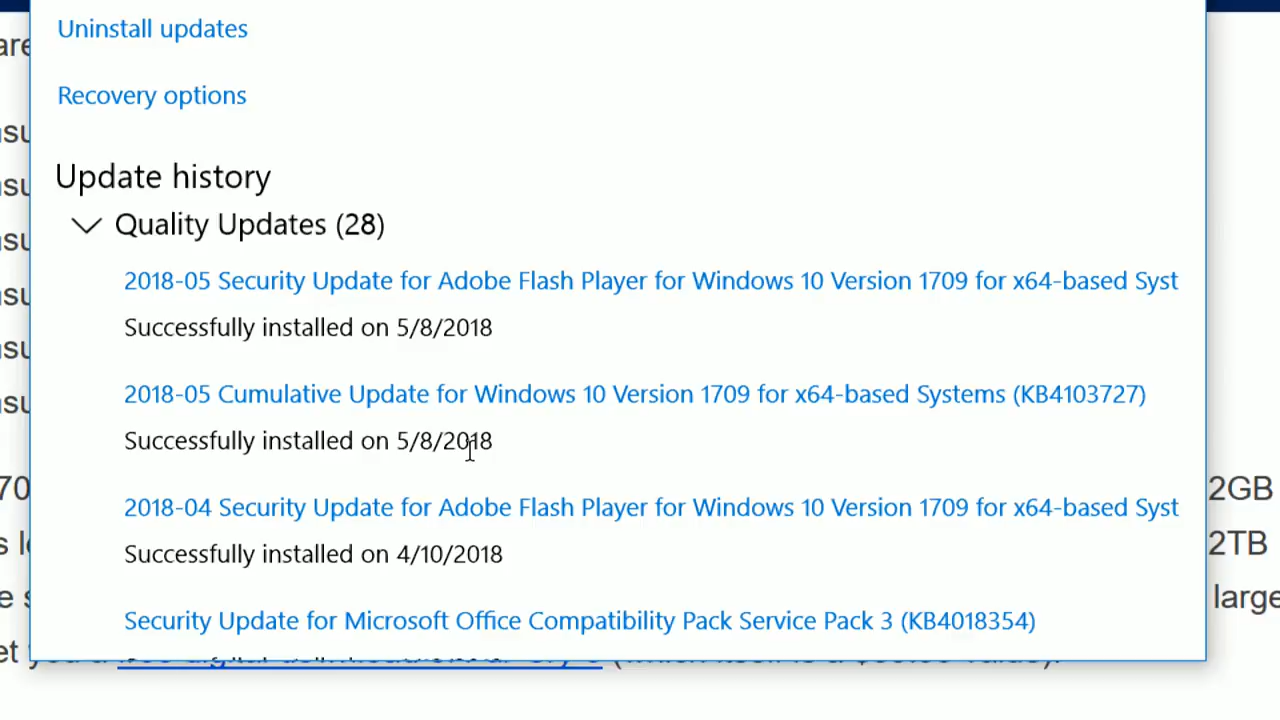 Uninstall updates
Recovery options
Update history
Quality Updates (28)
2018-05 Security Update for Adobe Flash Player for Windows 10 Version 1709 for x64-based Syst
Successfully installed on 5/8/2018
2018-05 Cumulative Update for Windows 10 Version 1709 for x64-based Systems (KB4103727)
Successfully installed on 5/8/2018
2GB
2018-04 Security Update for Adobe Flash Player for Windows 10 Version 1709 for x64-based Syst
2TB
Successfully installed on 4/10/2018
large
Security Update for Microsoft Office Compatibility Pack Service Pack 3 (KB4018354)